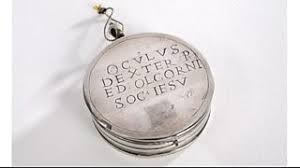 OCVLVS
DEXTER P
ED. OLCORNI
SOC: IESV